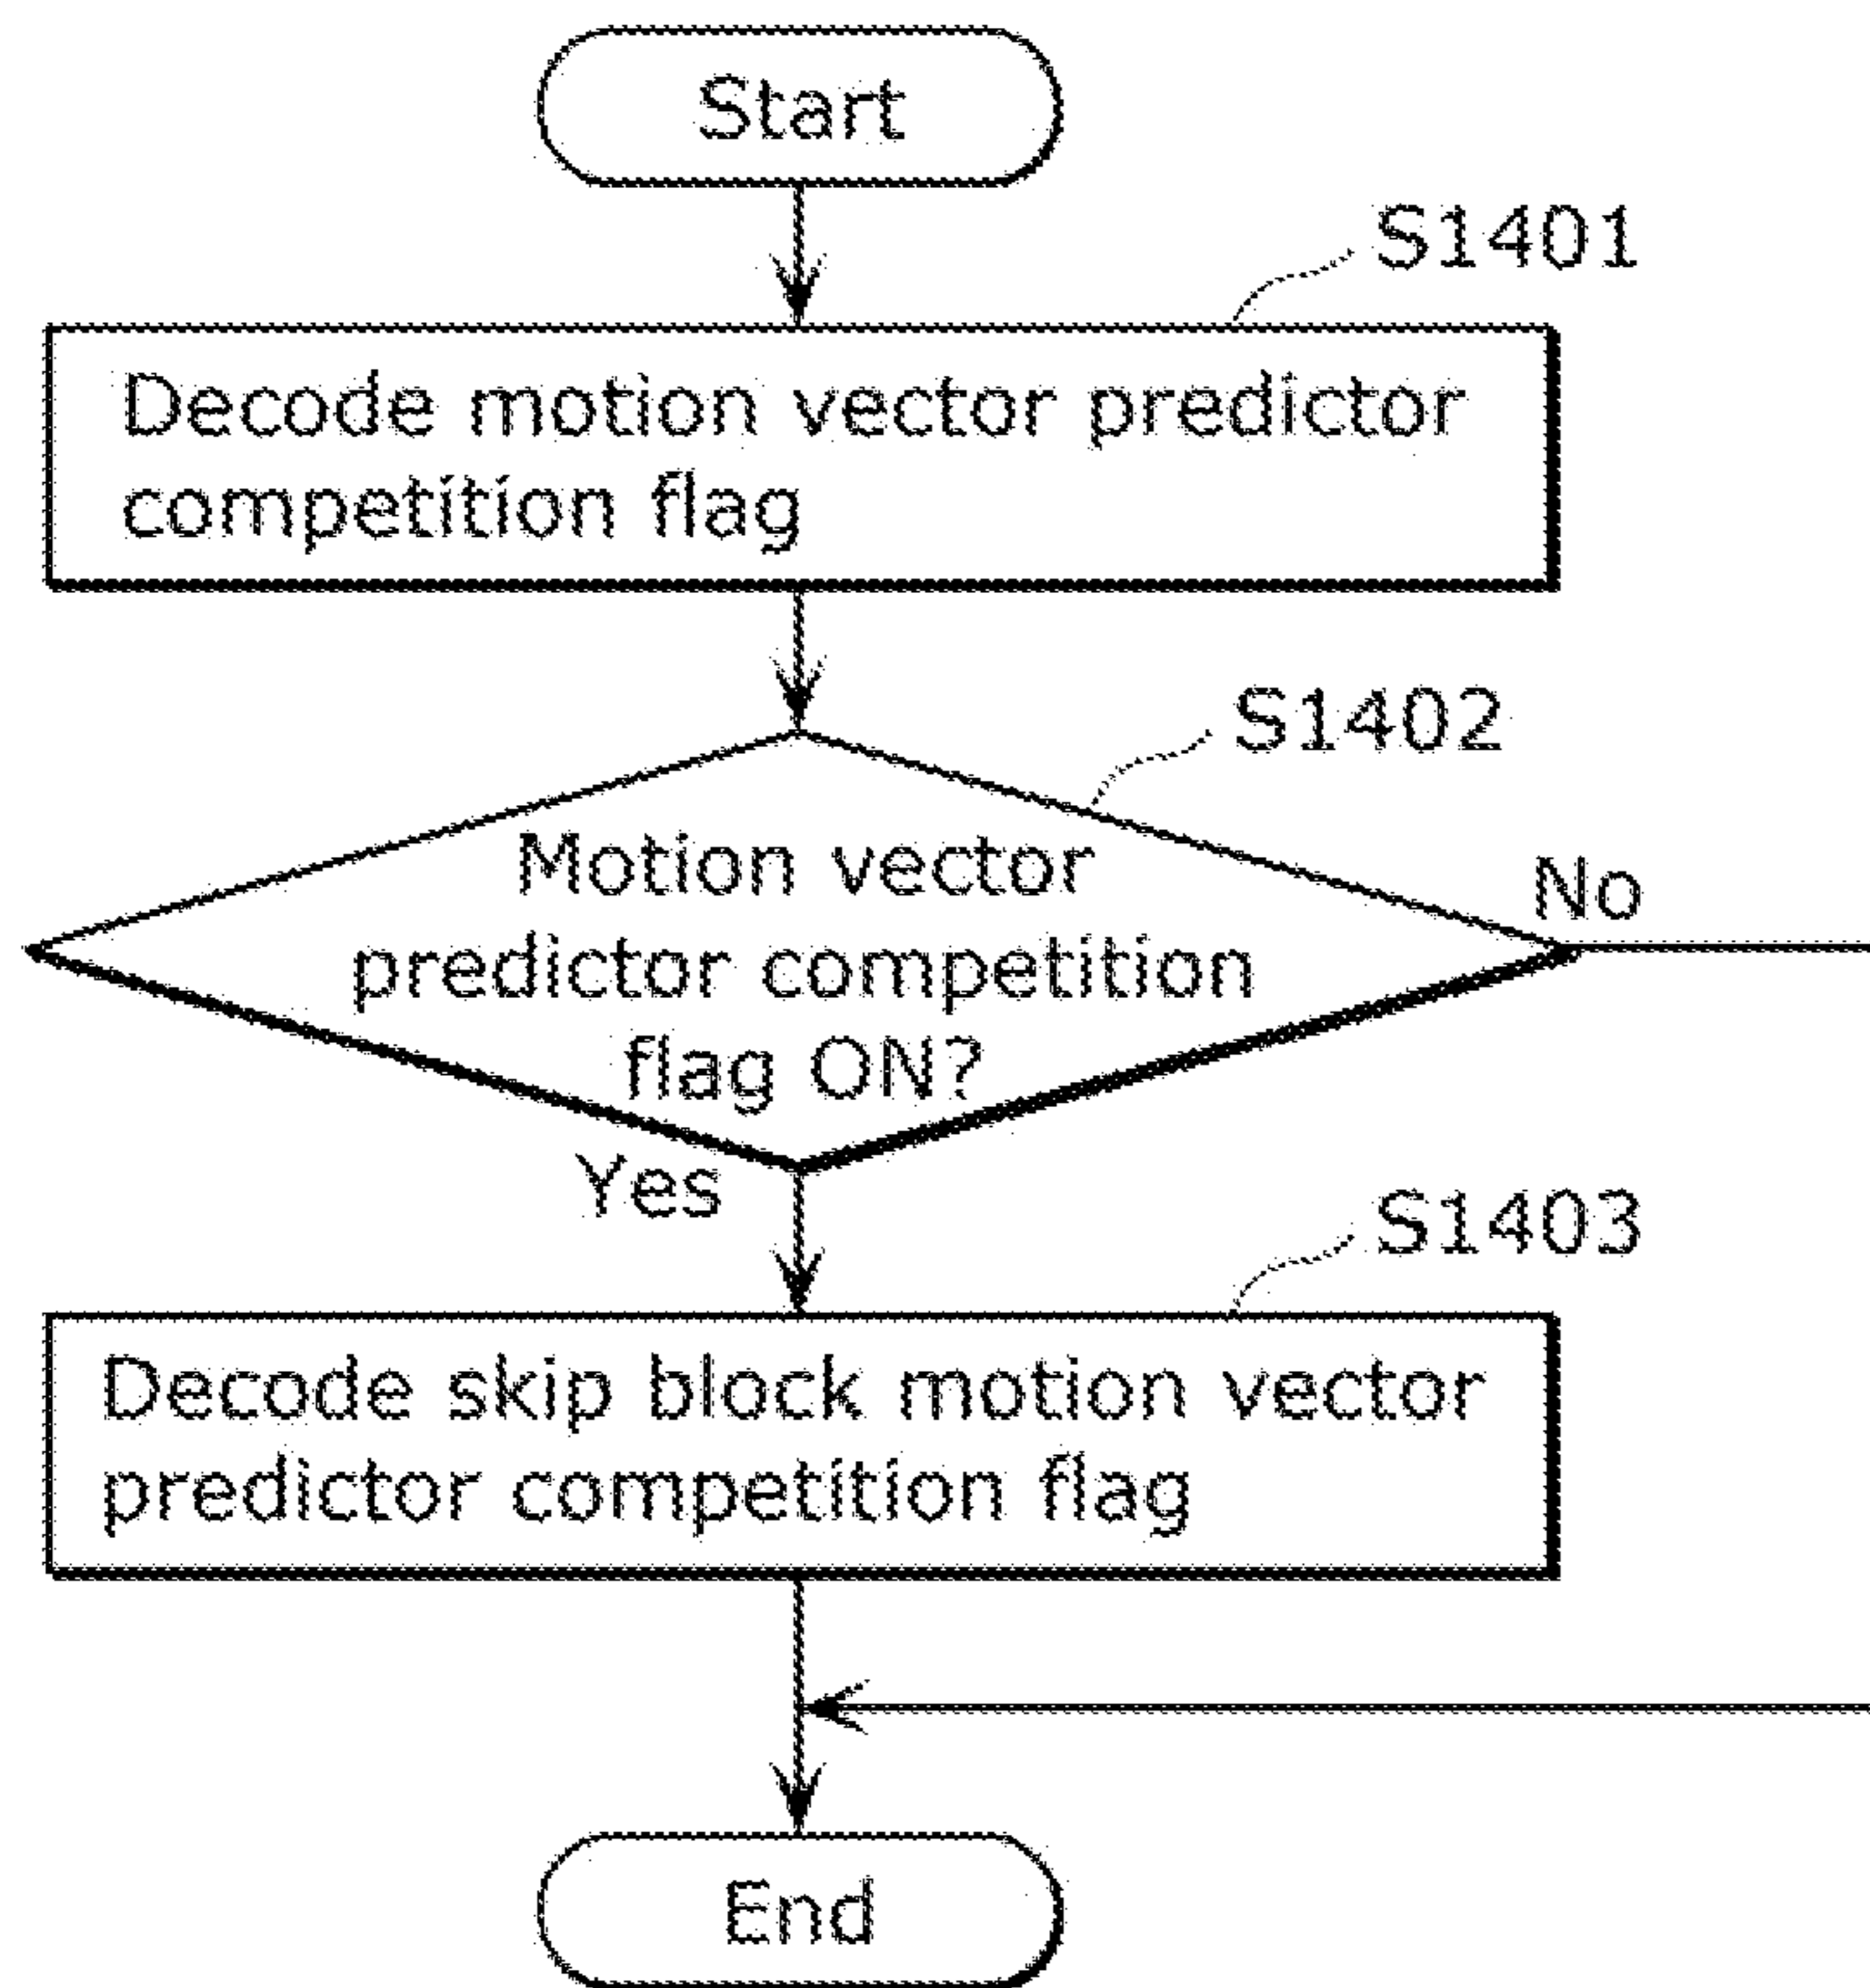 Start
S1401
Decode motion vector predictor
competition flag
S1402
Motion vector
predictor competition
flag ON?
No
Yes
S1403
Decode skip block motion vector
predictor competition flag
End